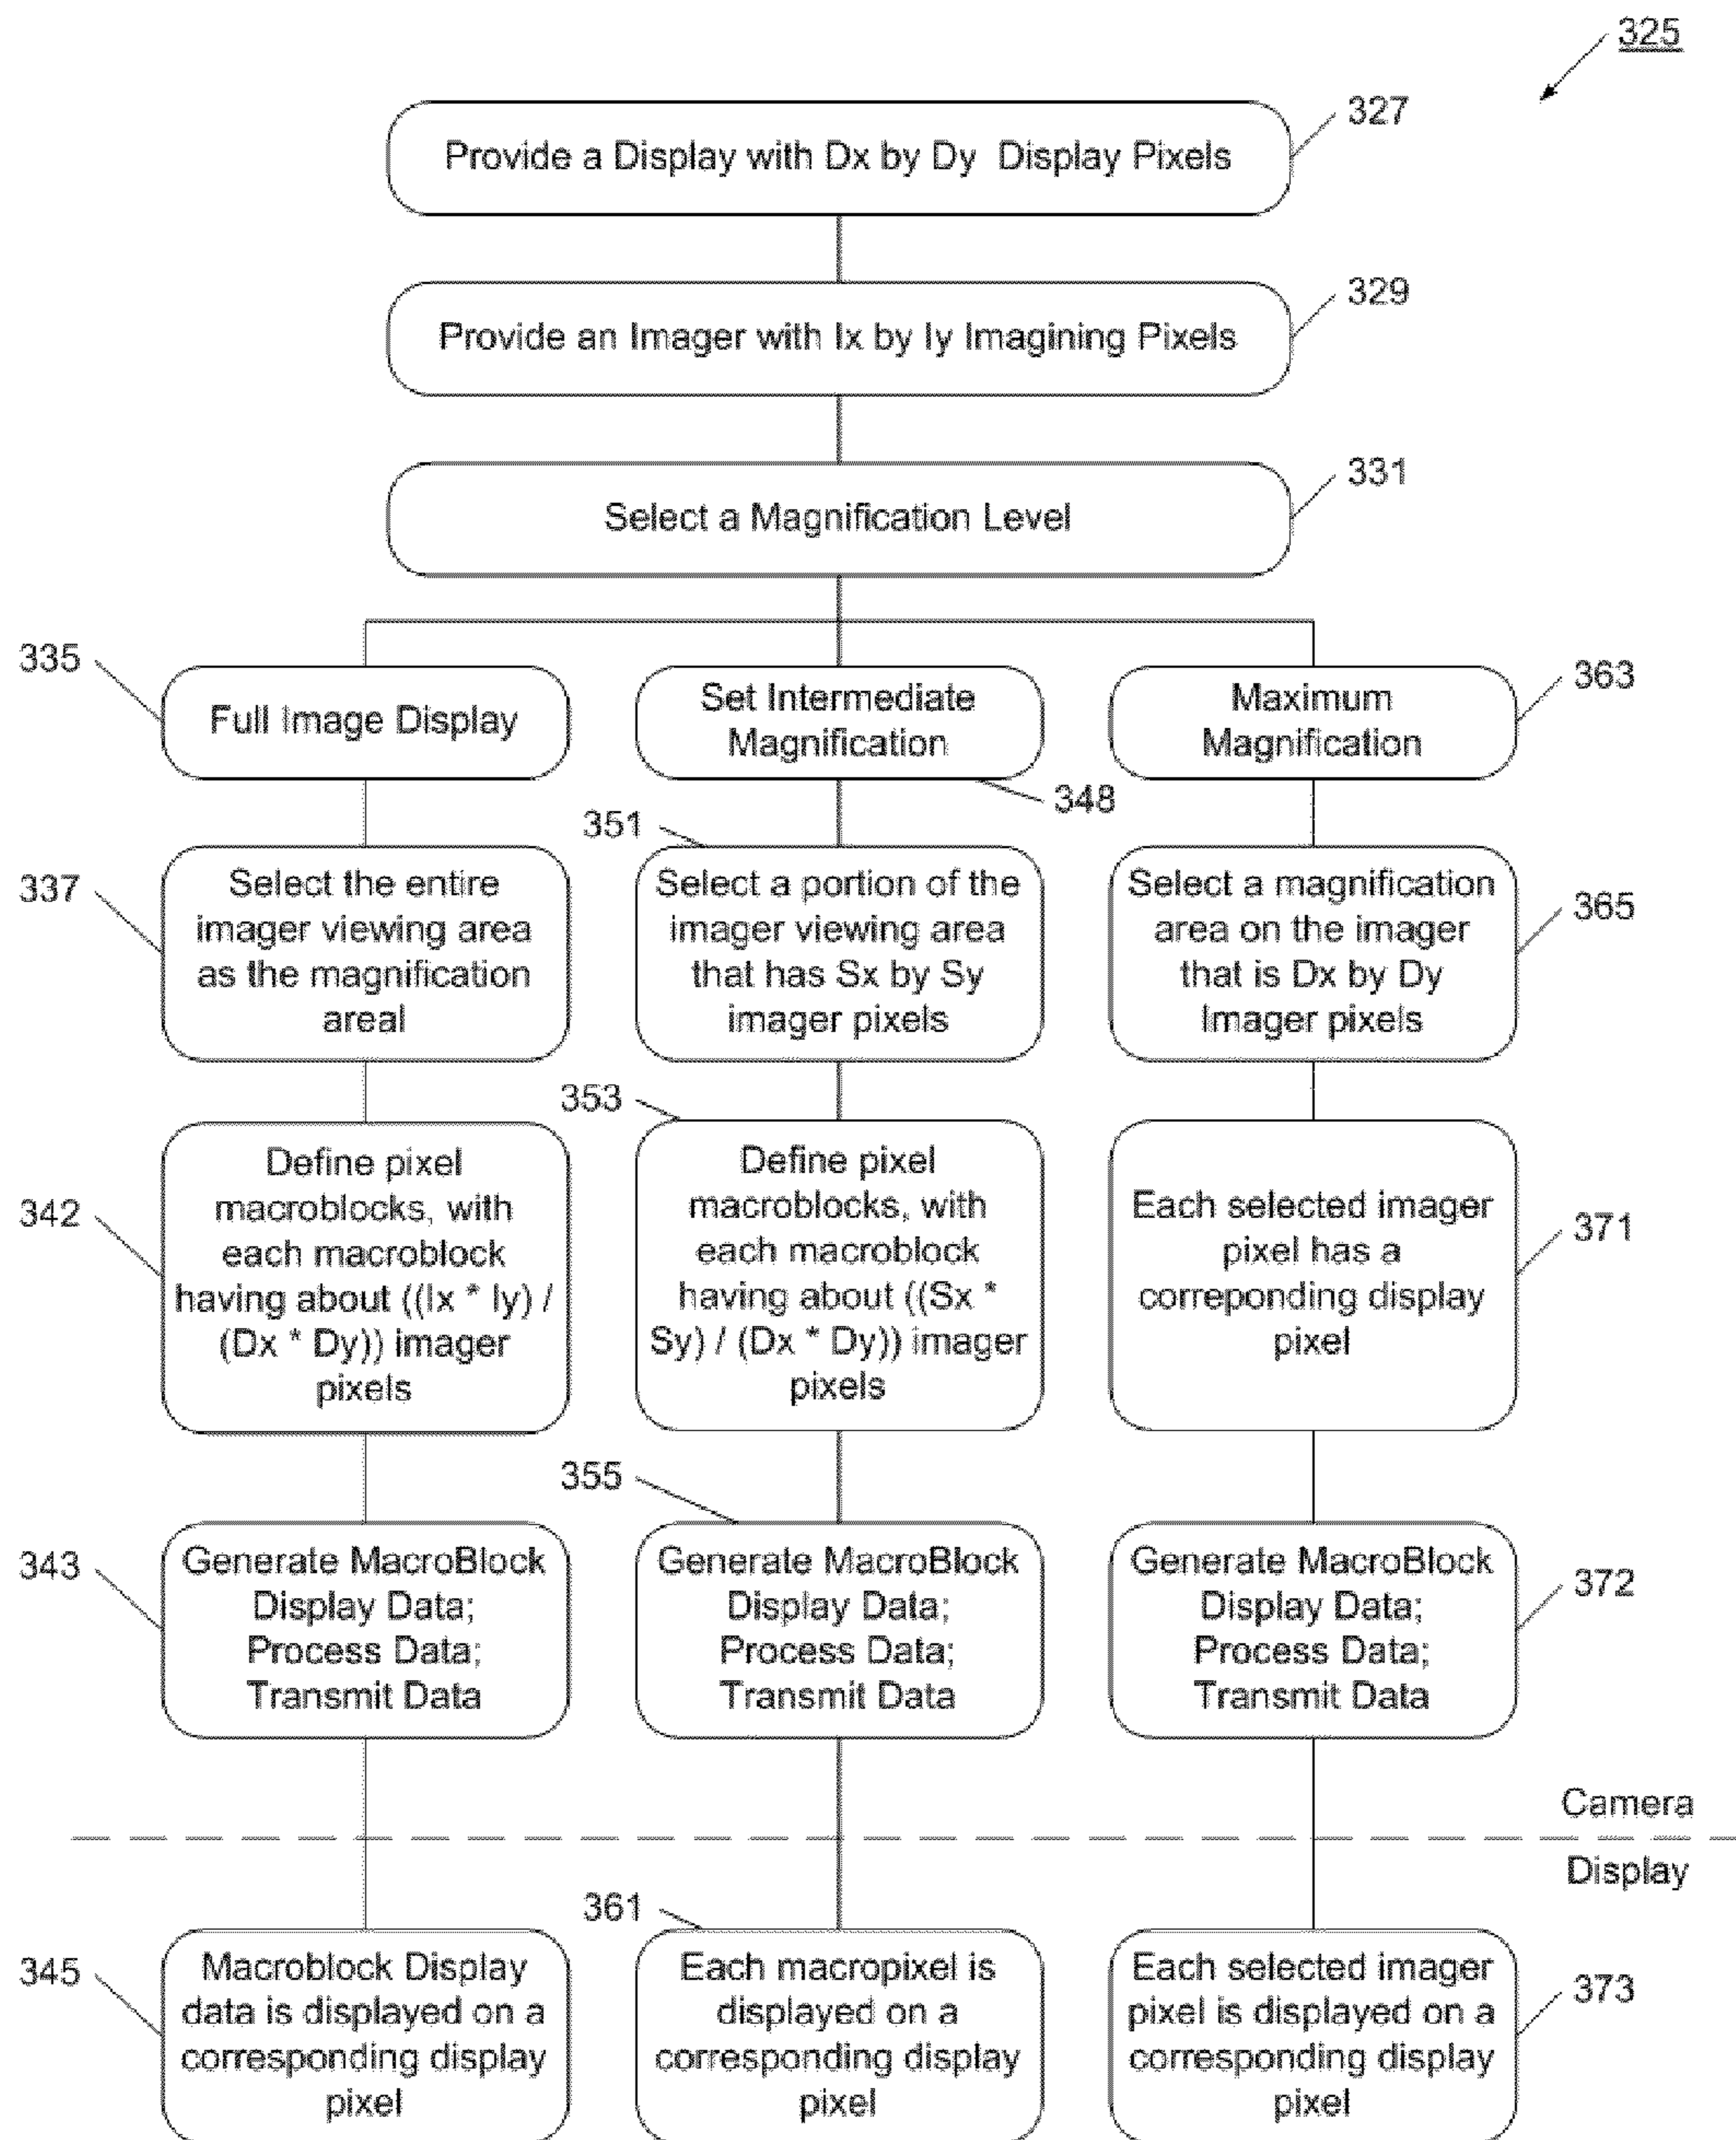 325
327
Provide a Display with Dx by Dy Display Pixels
329
Provide an Imager with Ix by Iy Imagining Pixels
331
Select a Magnification Level
335
Full Image Display
Set Intermediate
Magnification
348
Maximum
Magnification
363
337
Select the entire
imager viewing area
as the magnification
areal
351
Select a portion of the
imager viewing area
that has Sx by Sy
imager pixels
Select a magnification
area on the imager
that is Dx by Dy
Imager pixels
365
342
Define pixel
macroblocks, with
each macroblock
having about ((Ix * Iy) /
(Dx * Dy)) imager
pixels
353
Define pixel
macroblocks, with
each macroblock
having about ((Sx *
Sy) / (Dx * Dy)) imager
pixels
Each selected imager
pixel has a
correponding display
pixel
371
343
Generate MacroBlock
Display Data;
Process Data;
Transmit Data
355
Generate MacroBlock
Display Data;
Process Data;
Transmit Data
Generate MacroBlock
Display Data;
Process Data;
Transmit Data
372
Camera
Display
345
Macroblock Display
data is displayed on a
corresponding display
pixel
361
Each macropixel is
displayed on a
corresponding display
pixel
Each selected imager
pixel is displayed on a
corresponding display
pixel
373